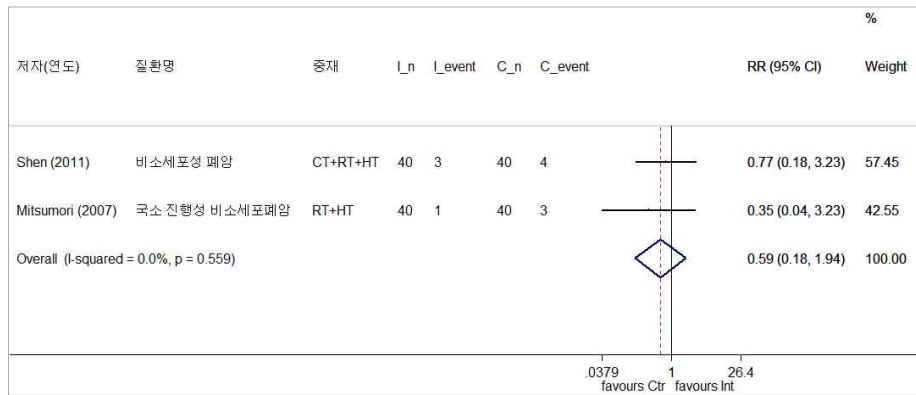 %
저자(연도) 질환명 중재 I_n I_event C_n C_event RR (95% CI) Weight
Shen (2011) 비소세포성 폐암 CT+RT+HT 40 3 40 4 0.77 (0.18, 3.23) 57.45
Mitsumori (2007) 국소 진행성 비소세포폐암 RT+HT 40 1 40 3 0.35 (0.04, 3.23) 42.55
Overall (I-squared = 0.0%, p = 0.559) 0.59 (0.18, 1.94) 100.00
.0379 1 26.4
favours Ctr favours Int